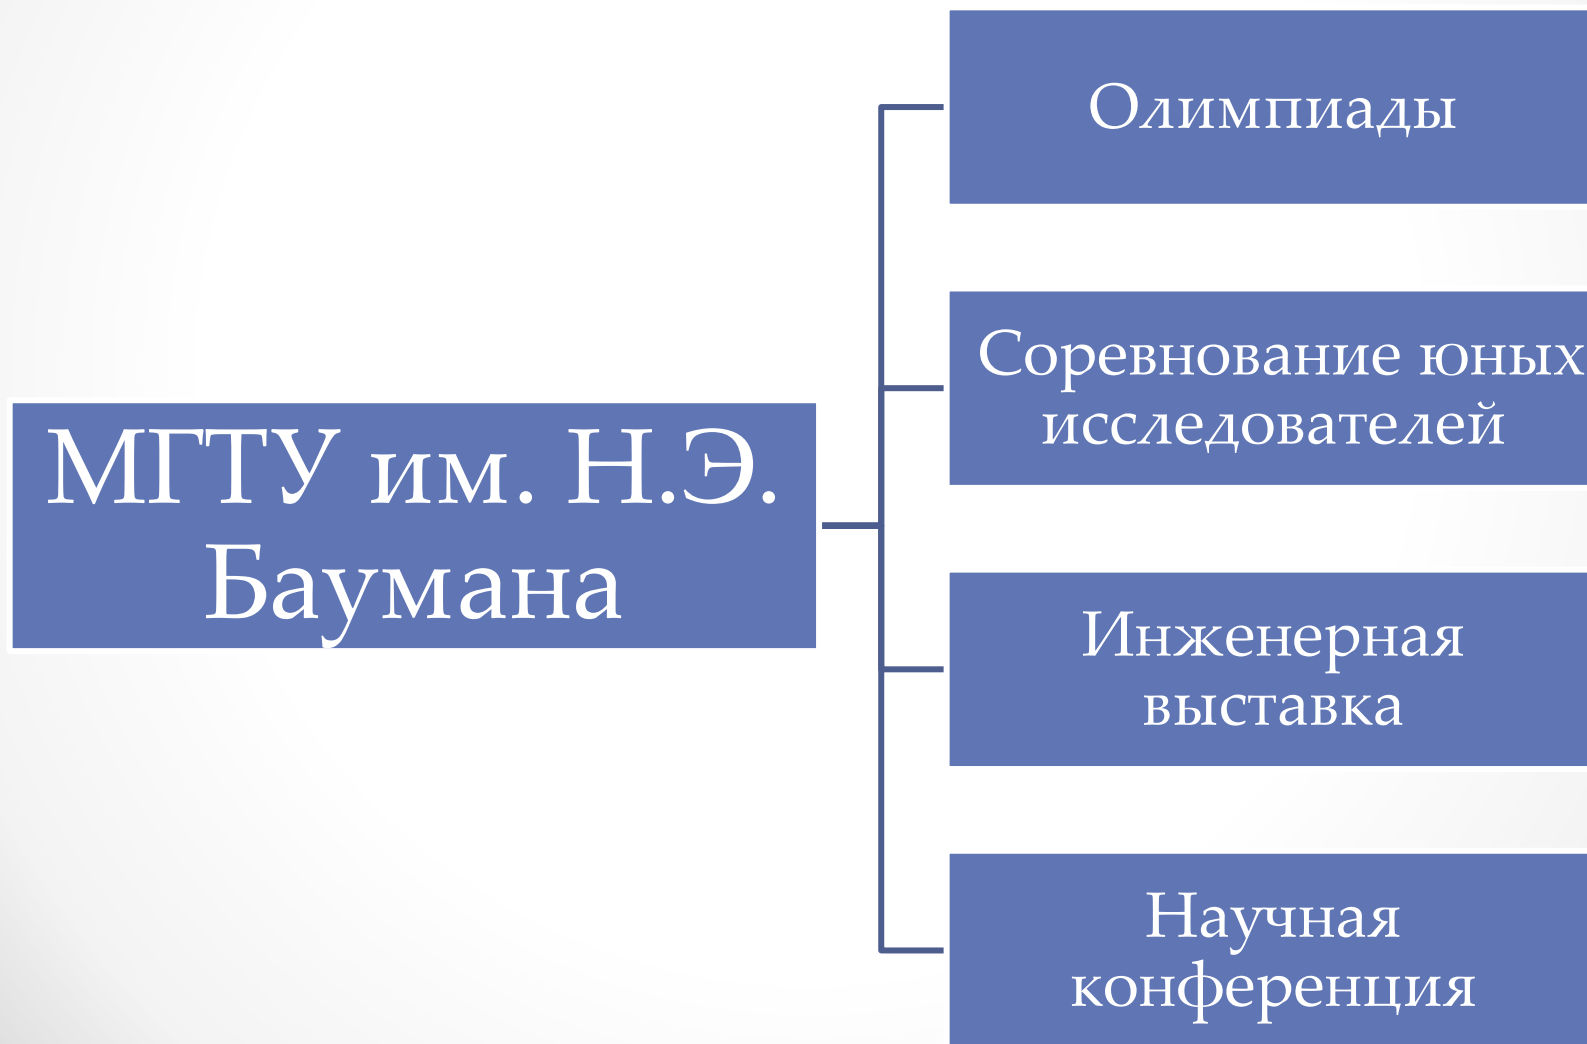 МГТУ им. Н.Э.
Баумана
Олимпиады
Соревнование юных
исследователей
Инженерная
выставка
Научная
конференция